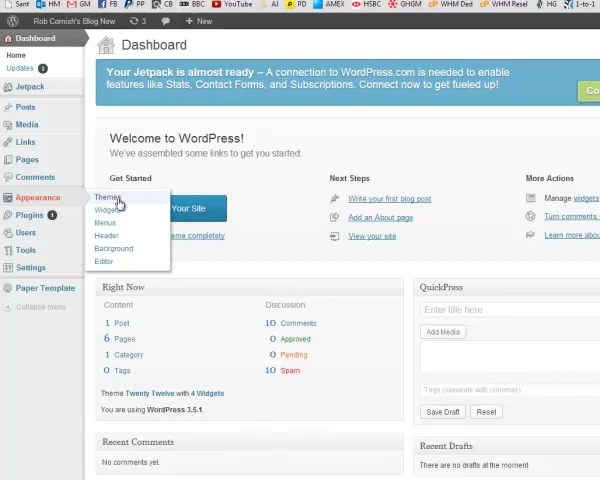 Sant OM GM FB PP CB BBC YouTube AJ PD AMEX HSBC GHGM WHM Ded WHM Resel HG 1-to-1
Rob Cornish's Blog New 3 + New
Dashboard
Home
Updates 3
Jetpack
Posts
Media
Links
Pages
Comments
Appearance
Plugins 1
Users
Tools
Settings
Paper Template
Collapse menu
Themes
Widgets
Menus
Header
Background
Editor
Dashboard
Your Jetpack is almost ready – A connection to WordPress.com is needed to enable
features like Stats, Contact Forms, and Subscriptions. Connect now to get fueled up!
Co
Welcome to WordPress!
We've assembled some links to get you started:
Get Started
Your Site
completely
Next Steps
Write your first blog post
Add an About page
View your site
More Actions
Manage widgets
Turn comments
Learn more abou
Right Now
Content
1 Post
6 Pages
1 Category
0 Tags
Discussion:
10 Comments
0 Approved
0 Pending
10 Spam
Theme Twenty Twelve with 4 Widgets
You are using WordPress 3.5.1.
Recent Comments
No comments yet.
QuickPress
Enter title here
Add Media
Tags (separate with commas)
Save Draft Reset
Recent Drafts
There are no drafts at the moment